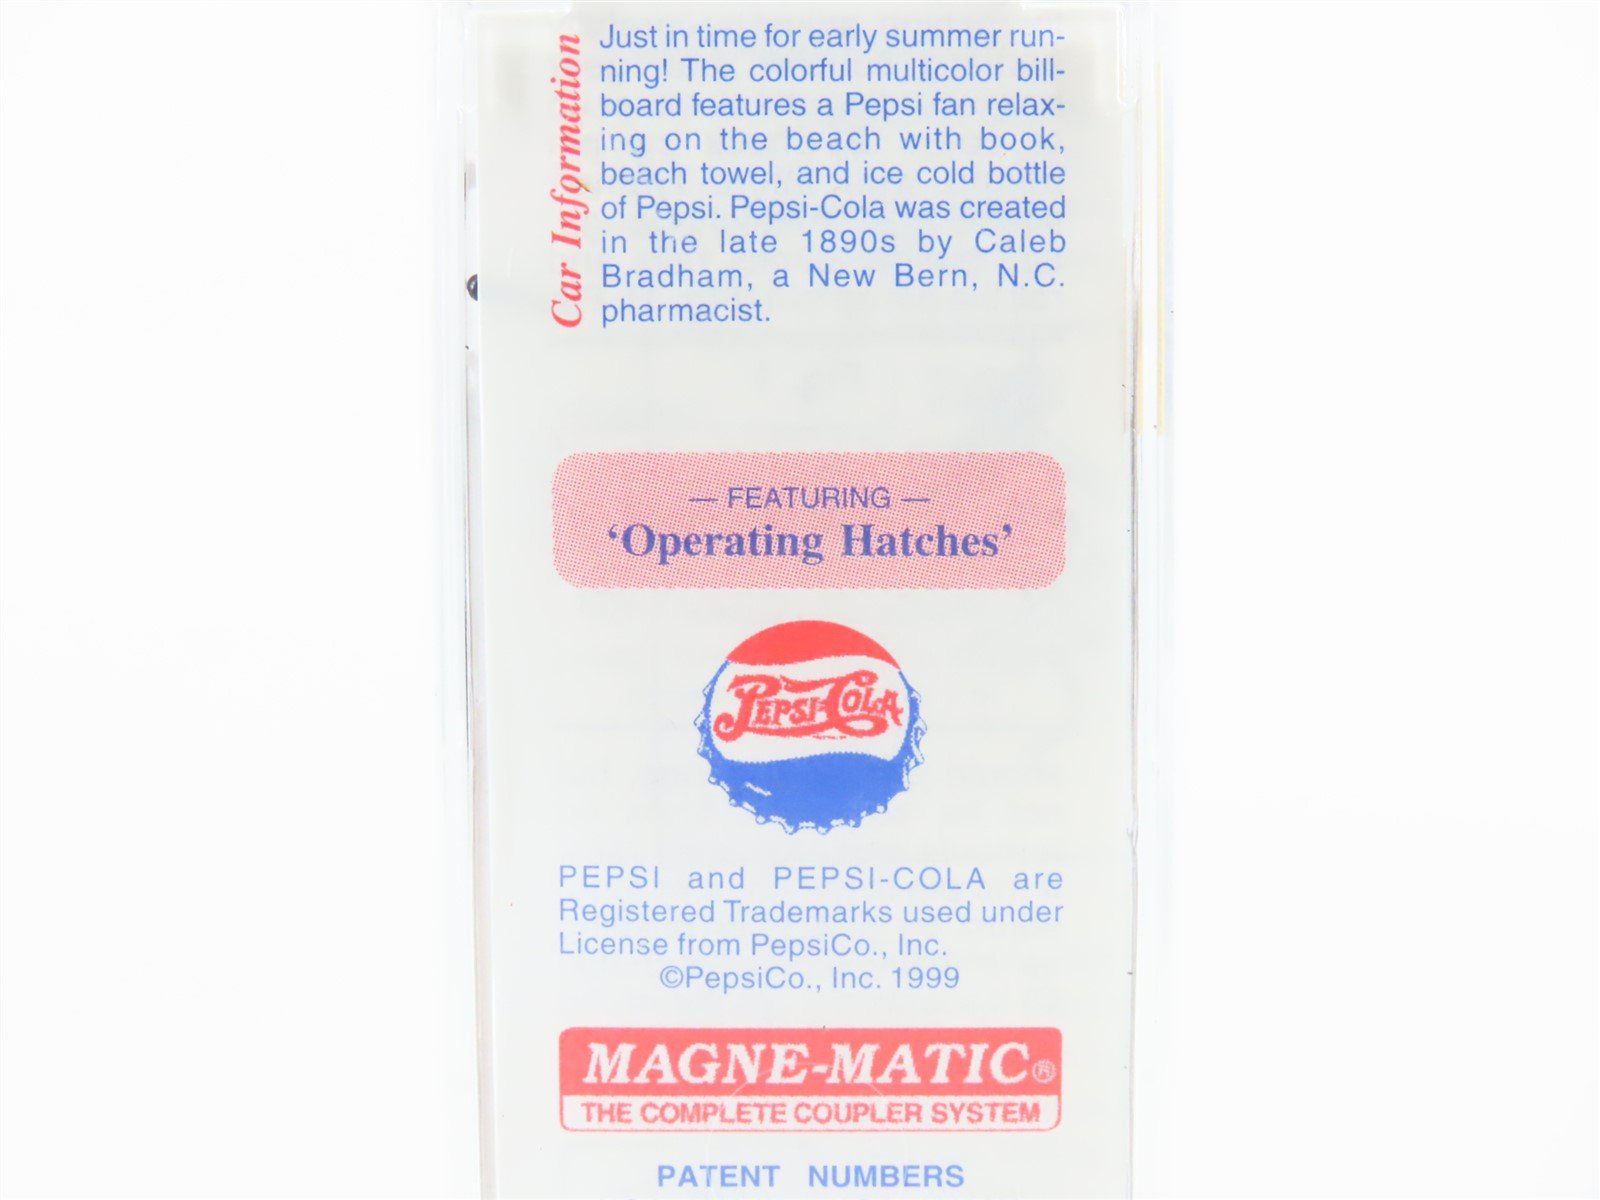 Car Information
Just in time for early summer run-
ning! The colorful multicolor bill-
board features a Pepsi fan relax-
ing on the beach with book,
beach towel, and ice cold bottle
of Pepsi. Pepsi-Cola was created
in the late 1890s by Caleb
Bradham, a New Bern, N.C.
pharmacist.
— FEATURING —
‘Operating Hatches’
PEPSI-COLA
PEPSI and PEPSI-COLA are
Registered Trademarks used under
License from PepsiCo., Inc.
©PepsiCo., Inc. 1999
MAGNE-MATIC®
THE COMPLETE COUPLER SYSTEM
PATENT NUMBERS